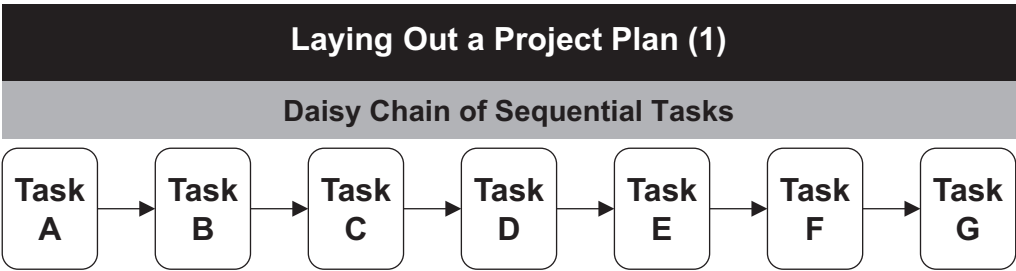 Laying Out a Project Plan (1)
Daisy Chain of Sequential Tasks
Task
A
Task
B
Task
C
Task
D
Task
E
Task
F
Task
G